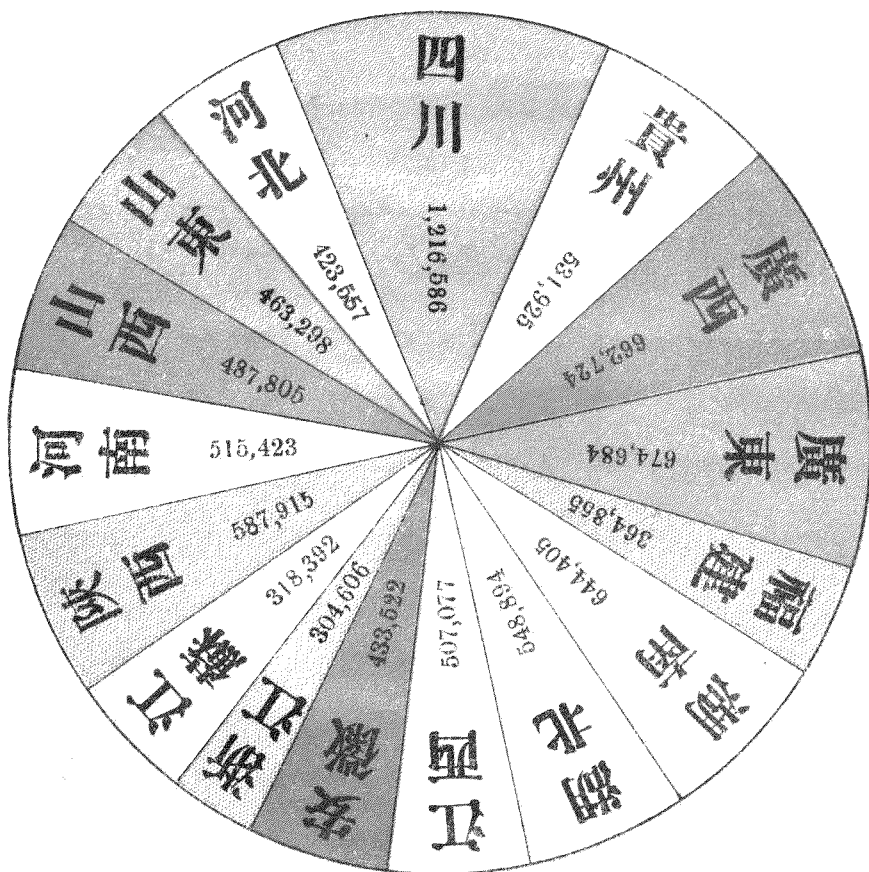 四川
1,216,586
貴州
531,925
廣西
662,724
廣東
674,684
福建
364,855
湖南
644,405
湖北
548,894
江西
507,077
安徽
433,522
浙江
304,606
江蘇
318,392
陝西
587,915
河南
515,423
山西
487,805
山東
463,298
河北
423,657